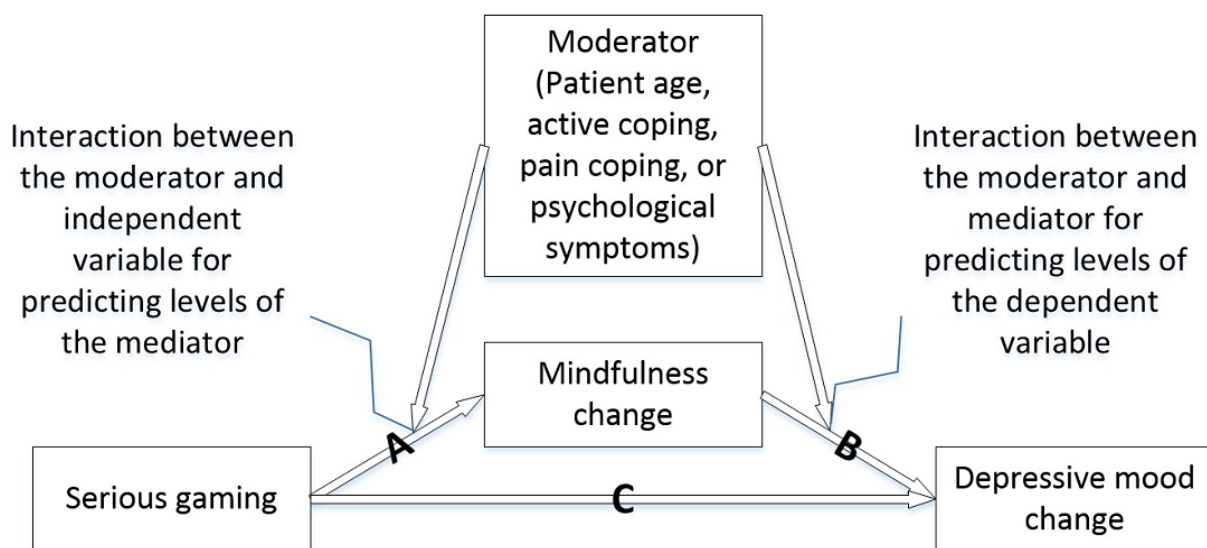 Moderator
(Patient age,
active coping,
pain coping, or
psychological
symptoms)
Interaction between
the moderator and
independent
variable for
predicting levels of
the mediator
Interaction between
the moderator and
mediator for
predicting levels of
the dependent
variable
Mindfulness
change
A
B
Serious gaming
C
Depressive mood
change